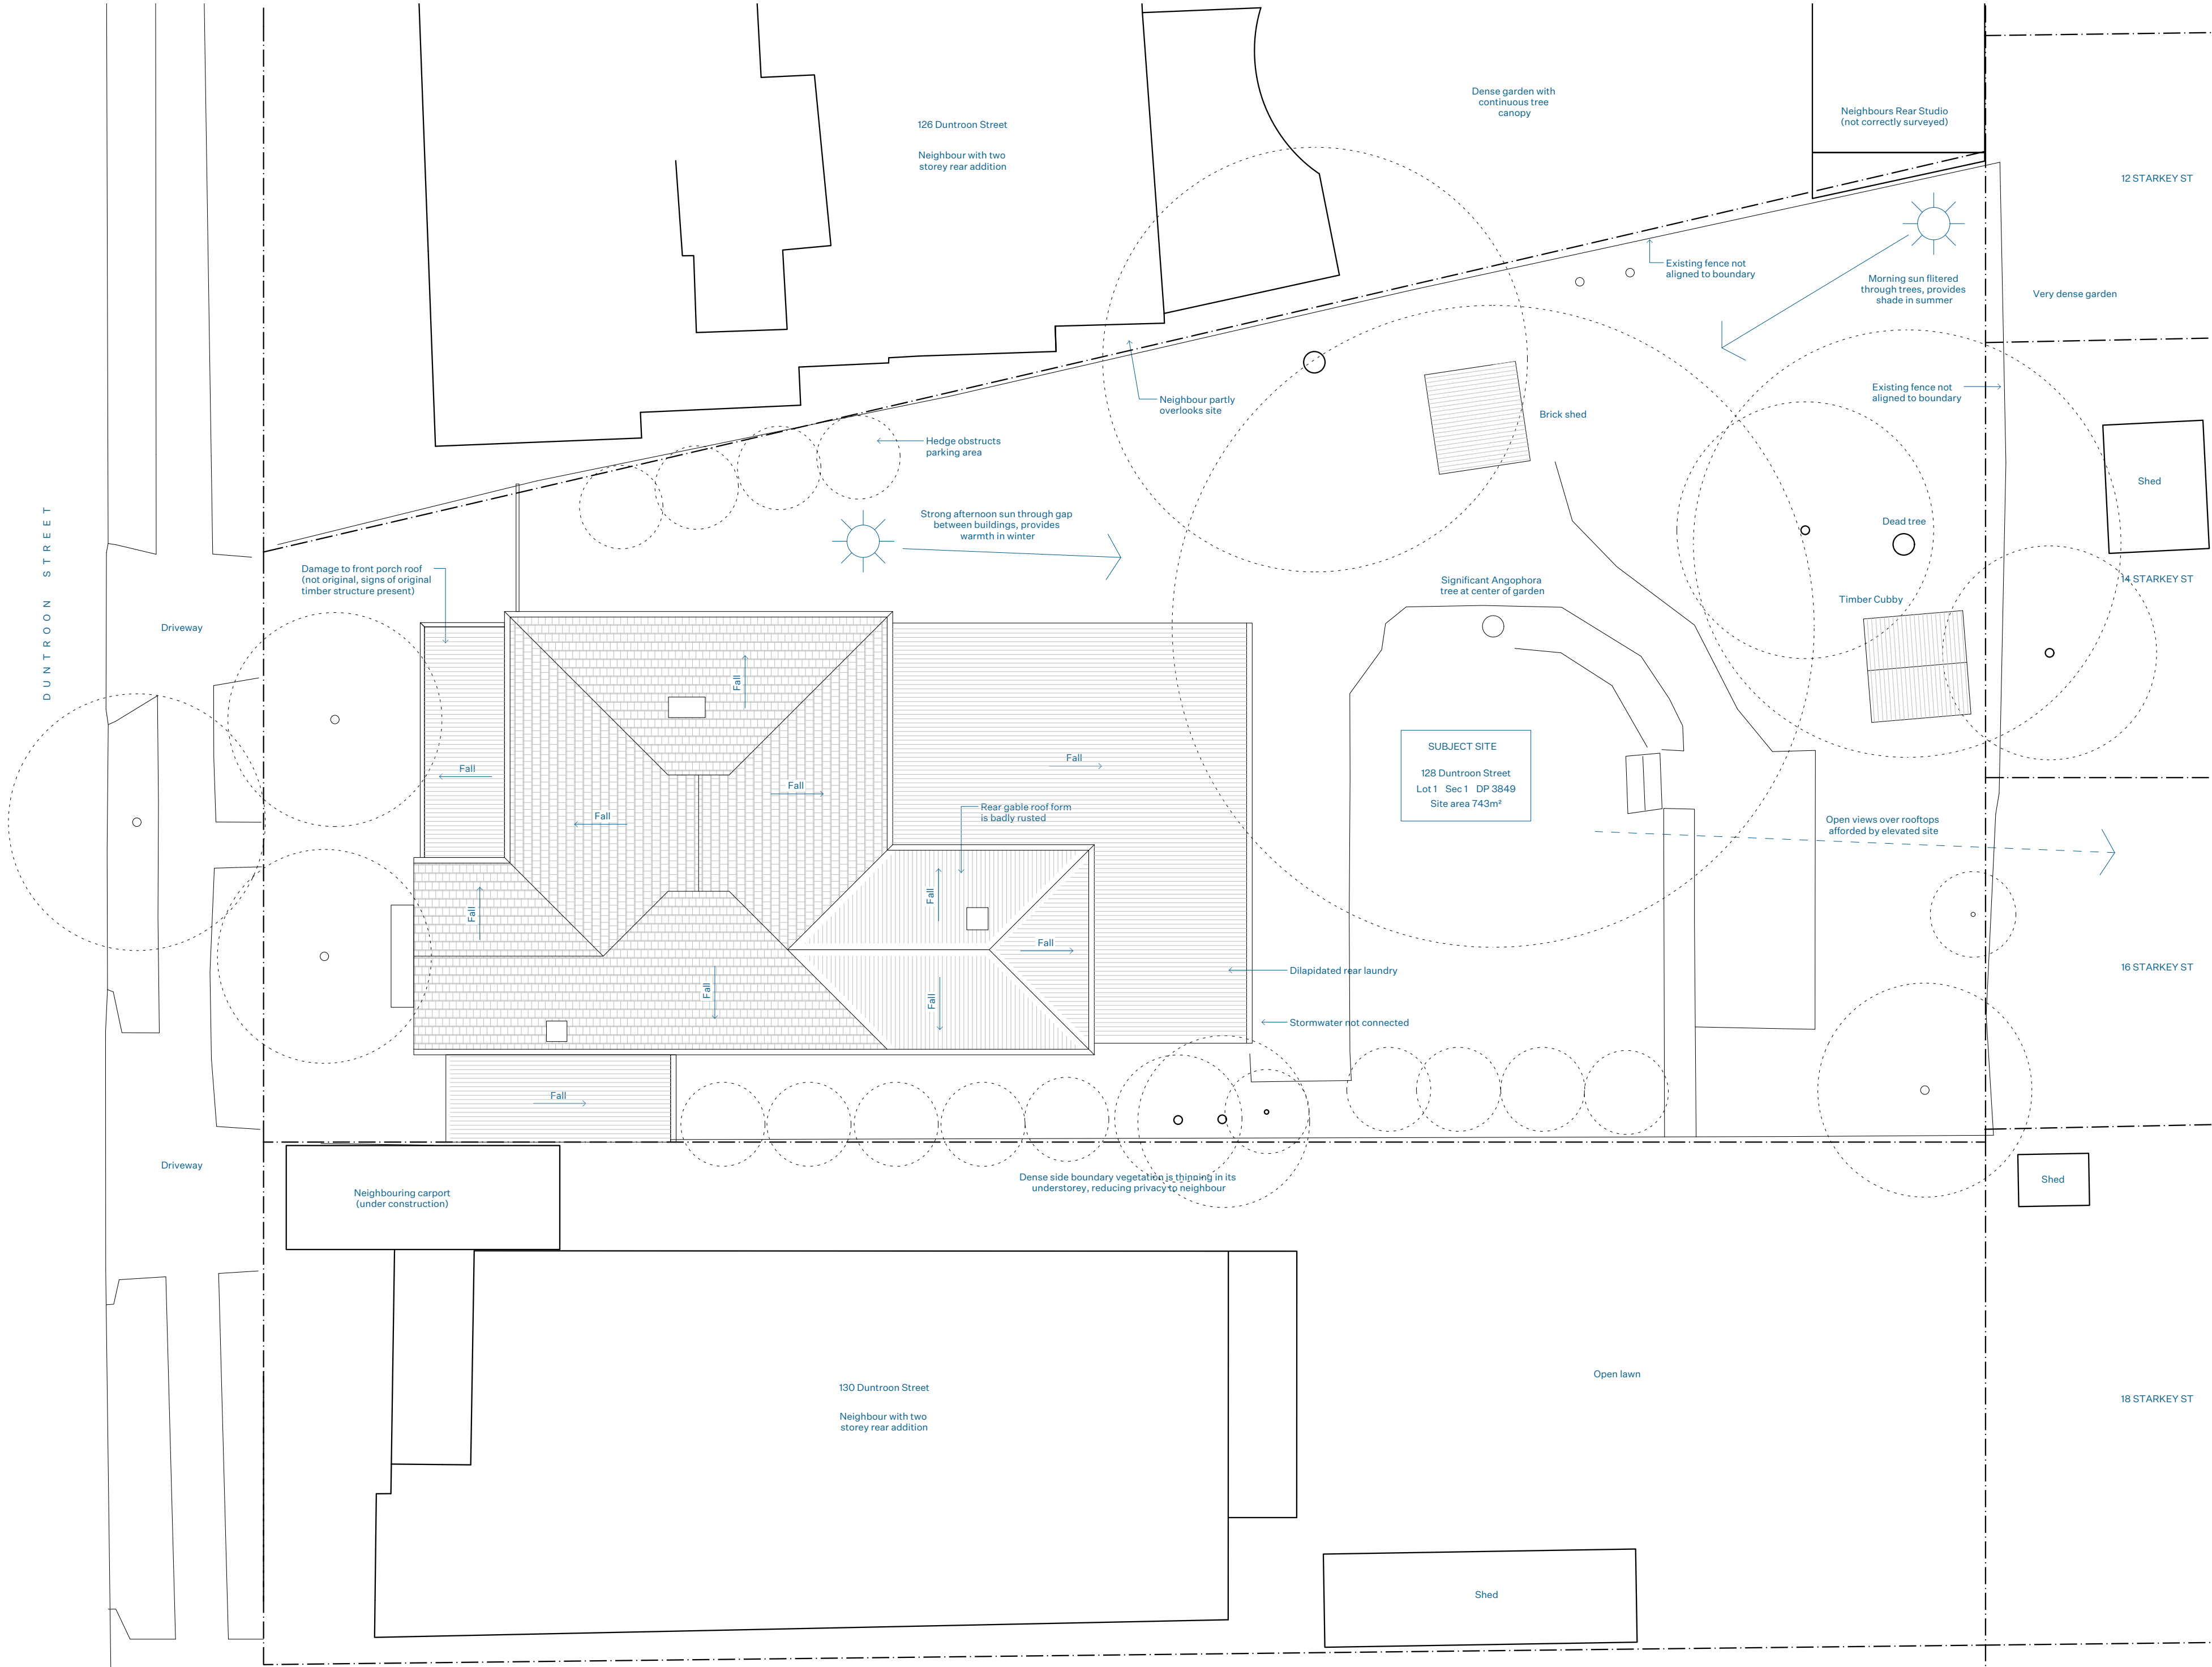 DUNTROON STREET
126 Duntroon Street
Neighbour with two
storey rear addition
Dense garden with
continuous tree
canopy
Neighbours Rear Studio
(not correctly surveyed)
12 STARKEY ST
Existing fence not
aligned to boundary
Morning sun flitered
through trees, provides
shade in summer
Very dense garden
Neighbour partly
overlooks site
Existing fence not
aligned to boundary
Brick shed
Hedge obstructs
parking area
Shed
Strong afternoon sun through gap
between buildings, provides
warmth in winter
Dead tree
Damage to front porch roof
(not original, signs of original
timber structure present)
Significant Angophora
tree at center of garden
14 STARKEY ST
Timber Cubby
Driveway
Fall
Fall
Fall
Fall
Fall
SUBJECT SITE
128 Duntroon Street
Lot 1 Sec 1 DP 3849
Site area 743m²
Rear gable roof form
is badly rusted
Open views over rooftops
afforded by elevated site
Fall
Fall
Fall
Fall
Fall
Dilapidated rear laundry
16 STARKEY ST
Stormwater not connected
Fall
Driveway
Neighbouring carport
(under construction)
Dense side boundary vegetation is thinning in its
understorey, reducing privacy to neighbour
Shed
130 Duntroon Street
Neighbour with two
storey rear addition
Open lawn
18 STARKEY ST
Shed